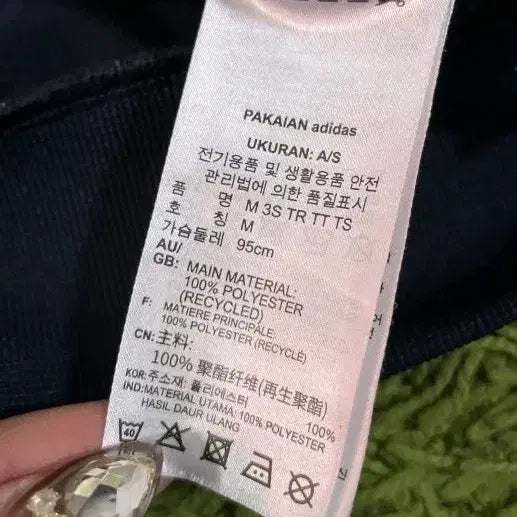 PAKAIAN adidas
UKURAN: A/S
전기용품 및 생활용품 안전
관리법에 의한 품질표시
품 명 M 3S TR TT TS
호 칭 M
가슴둘레 95cm
AU/
GB: MAIN MATERIAL:
100% POLYESTER
(RECYCLED)
F: MATIERE PRINCIPALE:
100% POLYESTER (RECYCLÉ)
CN: 主料:
100% 聚酯纤维(再生聚酯)
KOR: 주소재: 폴리에스터 100%
IND: MATERIAL UTAMA: 100% POLYESTER
HASIL DAUR ULANG
40